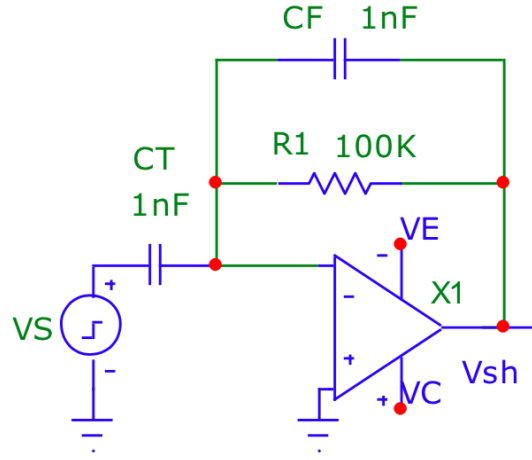 CF 1nF
R1 100K
CT
1nF
VE
-
X1
+
-
VS
+
-
Vsh
VC
+